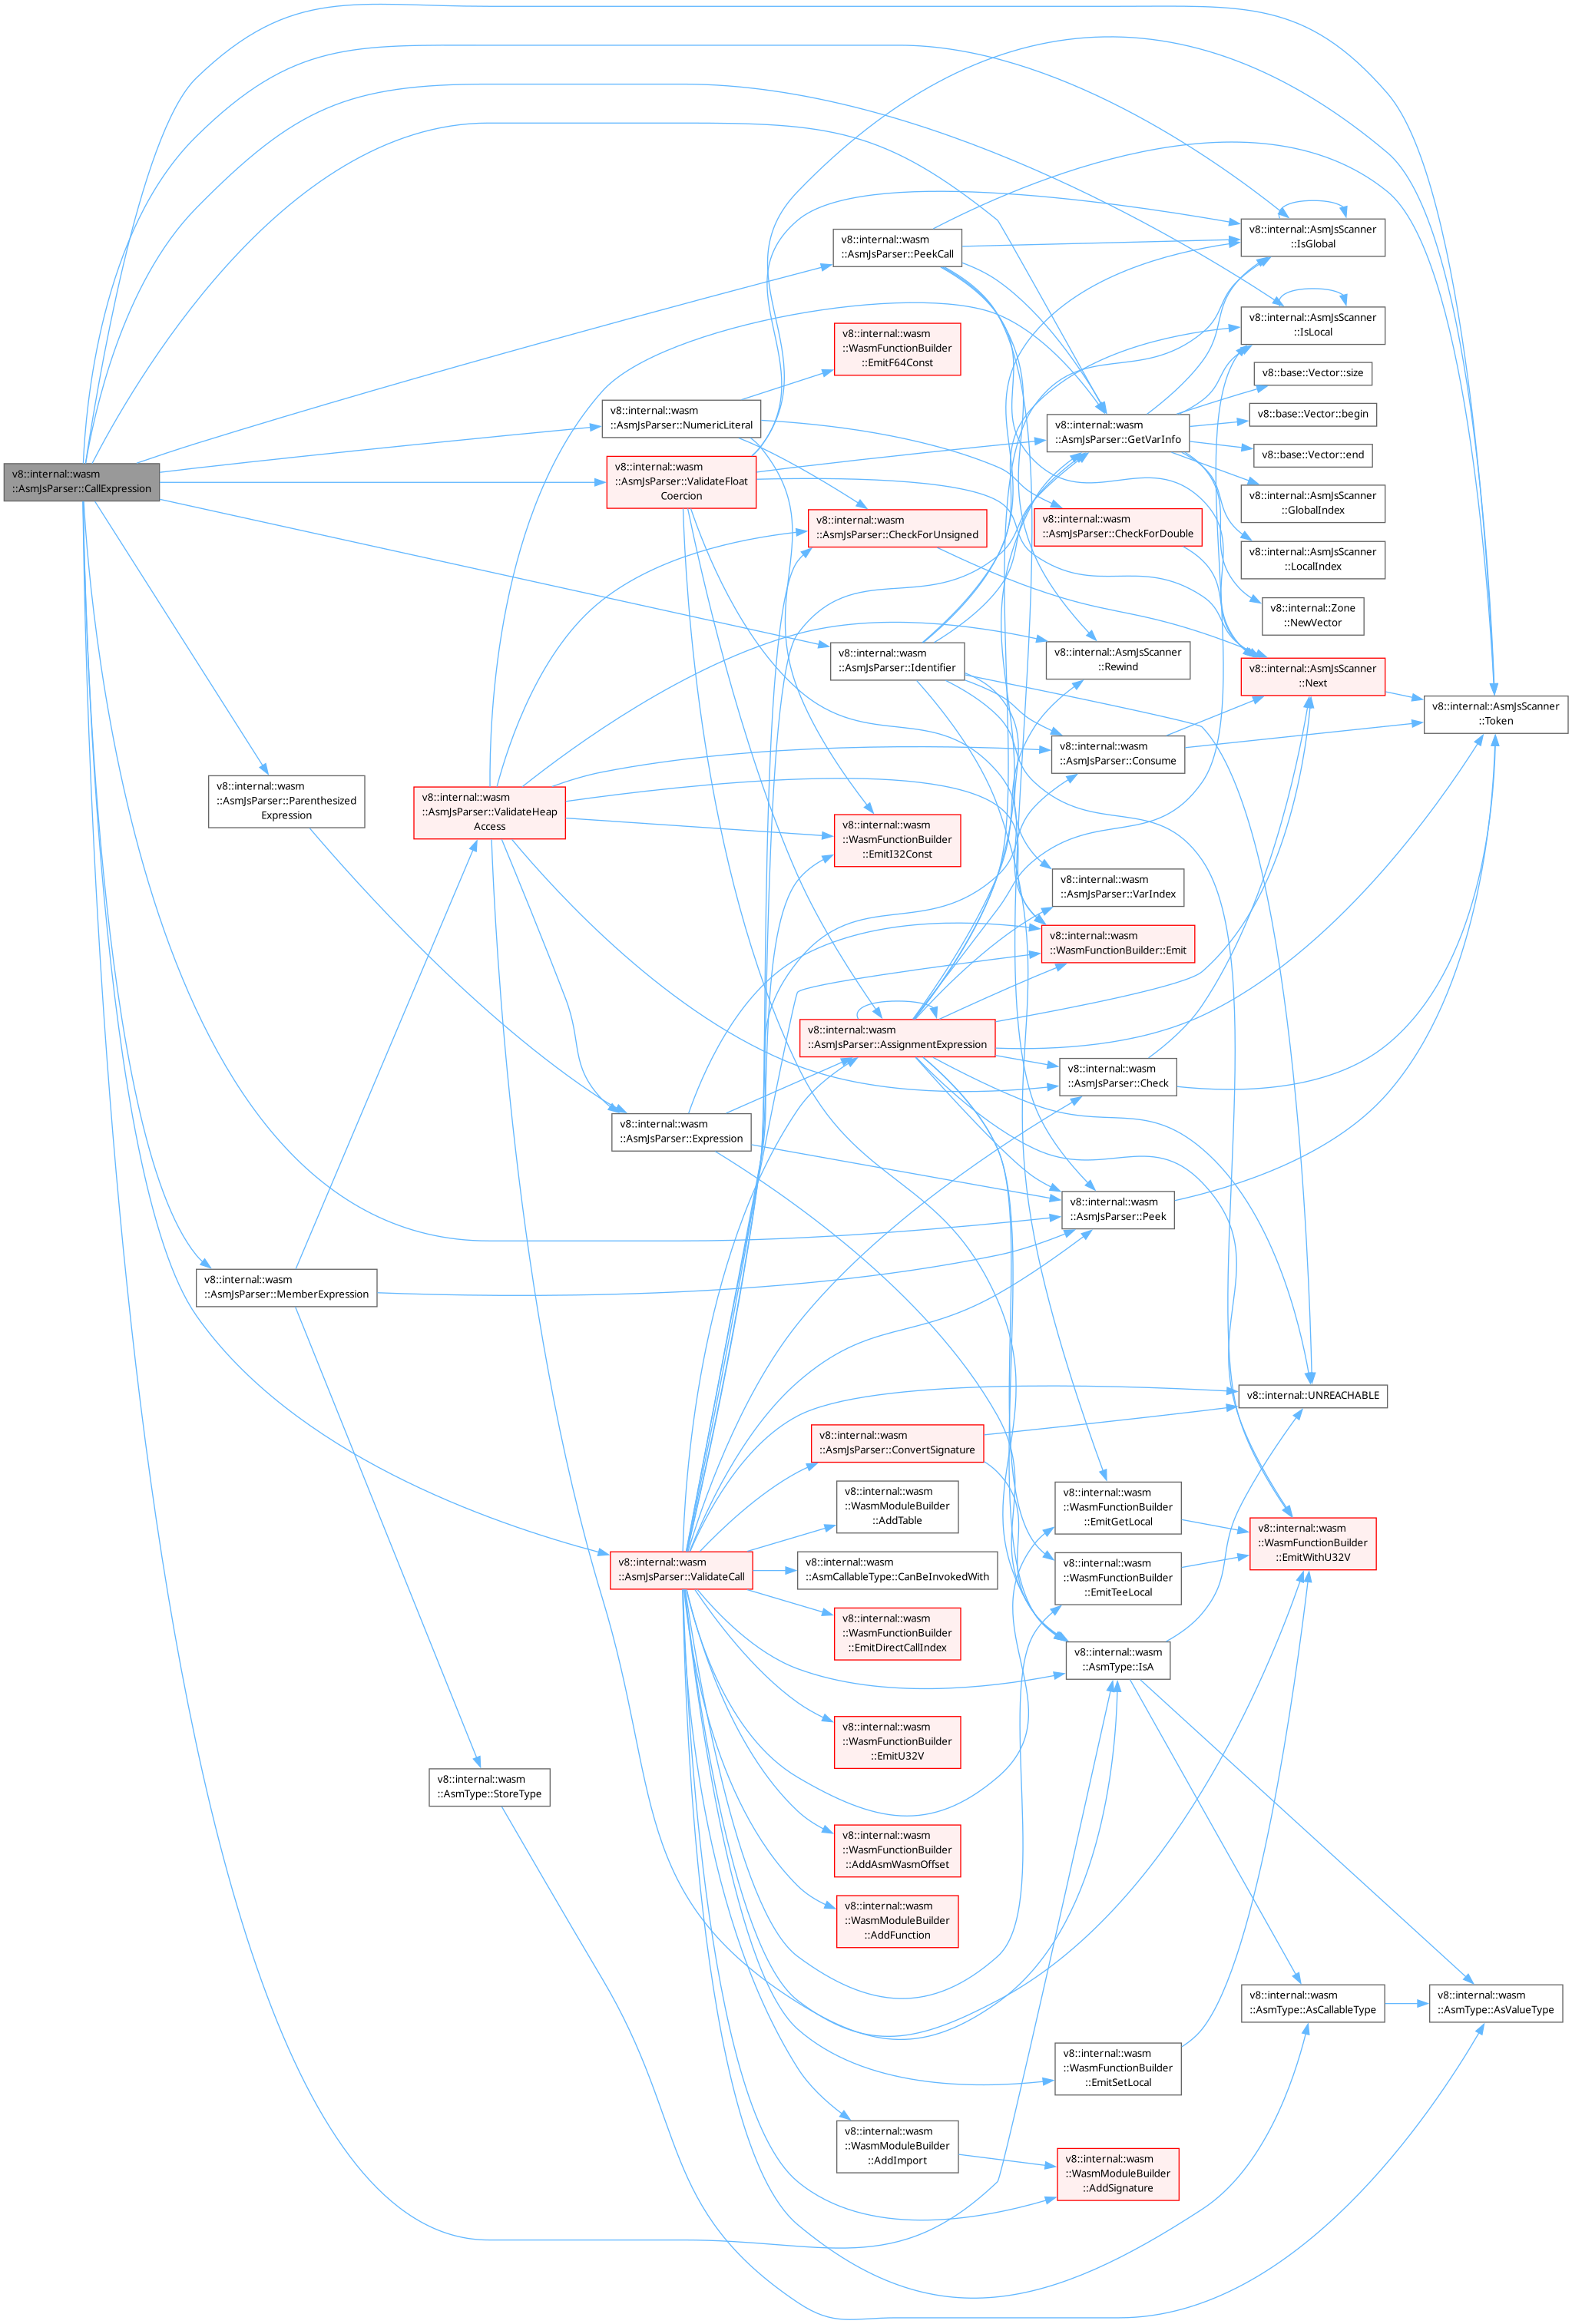 v8::internal::wasm
::AsmJsParser::CallExpression
v8::internal::wasm
::AsmJsParser::Parenthesized
Expression
v8::internal::wasm
::AsmJsParser::MemberExpression
v8::internal::wasm
::AsmJsParser::ValidateHeap
Access
v8::internal::wasm
::AsmType::StoreType
v8::internal::wasm
::AsmJsParser::NumericLiteral
v8::internal::wasm
::AsmJsParser::ValidateFloat
Coercion
v8::internal::wasm
::AsmJsParser::Expression
v8::internal::wasm
::AsmJsParser::ValidateCall
v8::internal::wasm
::AsmJsParser::PeekCall
v8::internal::wasm
::WasmFunctionBuilder
::EmitF64Const
v8::internal::wasm
::AsmJsParser::CheckForUnsigned
v8::internal::wasm
::AsmJsParser::Identifier
v8::internal::wasm
::WasmFunctionBuilder
::EmitI32Const
v8::internal::wasm
::AsmJsParser::AssignmentExpression
v8::internal::wasm
::AsmJsParser::ConvertSignature
v8::internal::wasm
::WasmModuleBuilder
::AddTable
v8::internal::wasm
::AsmCallableType::CanBeInvokedWith
v8::internal::wasm
::WasmFunctionBuilder
::EmitDirectCallIndex
v8::internal::wasm
::WasmFunctionBuilder
::EmitU32V
v8::internal::wasm
::WasmFunctionBuilder
::AddAsmWasmOffset
v8::internal::wasm
::WasmModuleBuilder
::AddFunction
v8::internal::wasm
::WasmModuleBuilder
::AddImport
v8::internal::wasm
::AsmJsParser::GetVarInfo
v8::internal::wasm
::AsmJsParser::CheckForDouble
v8::internal::AsmJsScanner
::Rewind
v8::internal::wasm
::AsmJsParser::Consume
v8::internal::wasm
::AsmJsParser::VarIndex
v8::internal::wasm
::WasmFunctionBuilder::Emit
v8::internal::wasm
::AsmJsParser::Check
v8::internal::wasm
::AsmJsParser::Peek
v8::internal::wasm
::WasmFunctionBuilder
::EmitGetLocal
v8::internal::wasm
::WasmFunctionBuilder
::EmitTeeLocal
v8::internal::wasm
::AsmType::IsA
v8::internal::wasm
::WasmFunctionBuilder
::EmitSetLocal
v8::internal::wasm
::WasmModuleBuilder
::AddSignature
v8::internal::AsmJsScanner
::IsGlobal
v8::internal::AsmJsScanner
::IsLocal
v8::base::Vector::size
v8::base::Vector::begin
v8::base::Vector::end
v8::internal::AsmJsScanner
::GlobalIndex
v8::internal::AsmJsScanner
::LocalIndex
v8::internal::Zone
::NewVector
v8::internal::AsmJsScanner
::Next
v8::internal::UNREACHABLE
v8::internal::wasm
::WasmFunctionBuilder
::EmitWithU32V
v8::internal::wasm
::AsmType::AsCallableType
v8::internal::AsmJsScanner
::Token
v8::internal::wasm
::AsmType::AsValueType